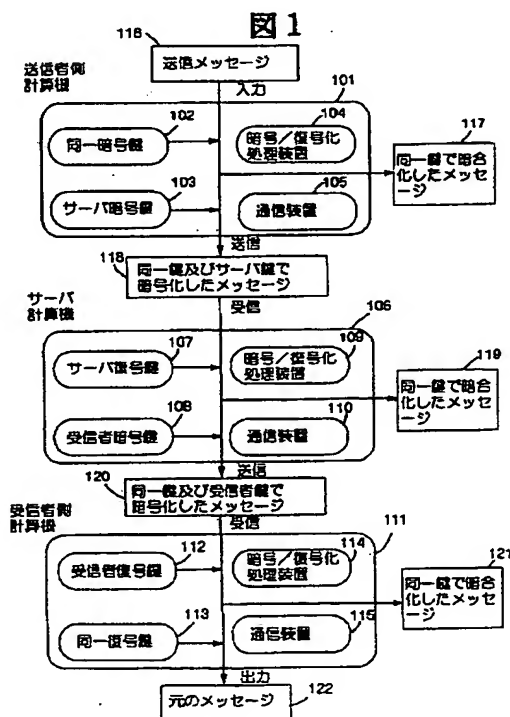 図1
116
送信メッセージ
送信者側
計算機
入力
101
102
同一暗号鍵
104
暗号/復号化
処理装置
117
同一鍵で暗合
化したメッセージ
103
サーバ暗号鍵
105
通信装置
送信
118
同一鍵及びサーバ鍵で
暗号化したメッセージ
受信
サーバ
計算機
106
107
サーバ復号鍵
109
暗号/復号化
処理装置
119
同一鍵で暗合
化したメッセージ
108
受信者暗号鍵
110
通信装置
送信
120
同一鍵及び受信者鍵で
暗号化したメッセージ
受信
受信者側
計算機
111
112
受信者復号鍵
114
暗号/復号化
処理装置
121
同一鍵で暗合
化したメッセージ
113
同一復号鍵
115
通信装置
出力
元のメッセージ
122